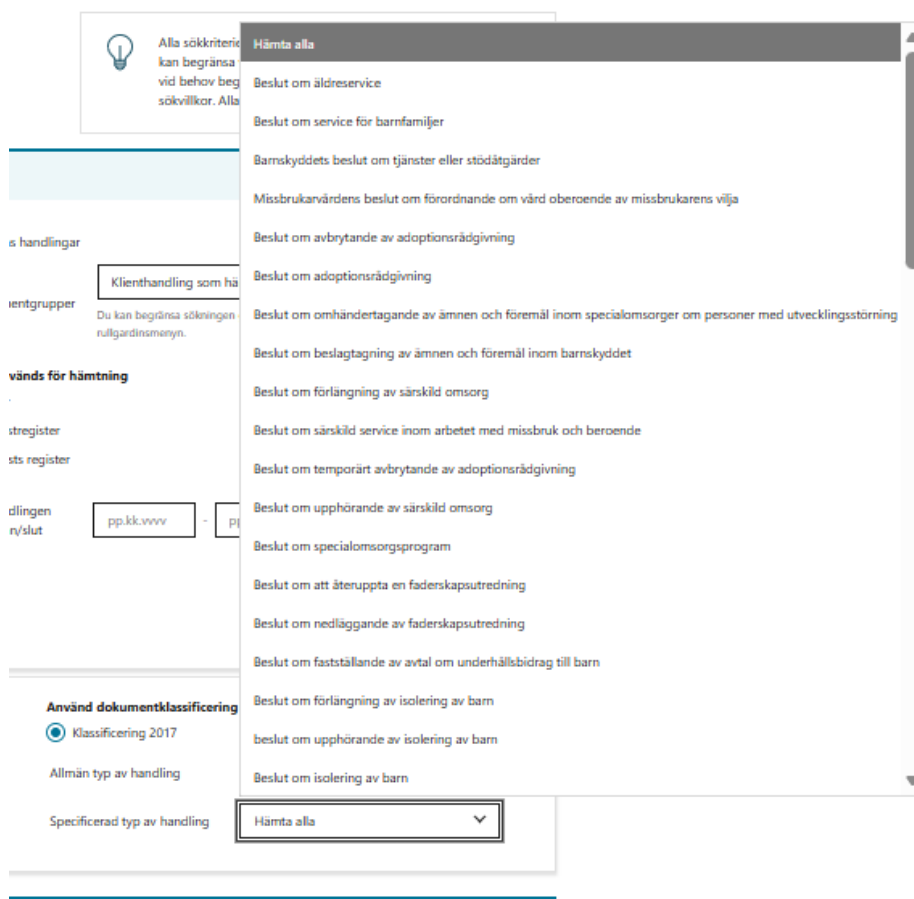 Alla sökkriterie
kan begränsa
vid behov beg
sökvillkor. Alla
s handlingar
entgrupper
Klienthandling som hä
Du kan begränsa sökningen
rullgardinsmenyn.
vänds för hämtning
stregister
sts register
dlingen
n/slut
pp.kk.vvvv
-
pp
Använd dokumentklassificering
Klassificering 2017
Allmän typ av handling
Specificerad typ av handling
Hämta alla
Hämta alla
Beslut om äldreservice
Beslut om service för barnfamiljer
Barnskyddets beslut om tjänster eller stödåtgärder
Missbrukarvårdens beslut om förordnande om vård oberoende av missbrukarens vilja
Beslut om avbrytande av adoptionsrådgivning
Beslut om adoptionsrådgivning
Beslut om omhändertagande av ämnen och föremål inom specialomsorger om personer med utvecklingsstörning
Beslut om beslagtagning av ämnen och föremål inom barnskyddet
Beslut om förlängning av särskild omsorg
Beslut om särskild service inom arbetet med missbruk och beroende
Beslut om temporärt avbrytande av adoptionsrådgivning
Beslut om upphörande av särskild omsorg
Beslut om specialomsorgsprogram
Beslut om att återuppta en faderskapsutredning
Beslut om nedläggande av faderskapsutredning
Beslut om fastställande av avtal om underhållsbidrag till barn
Beslut om förlängning av isolering av barn
beslut om upphörande av isolering av barn
Beslut om isolering av barn